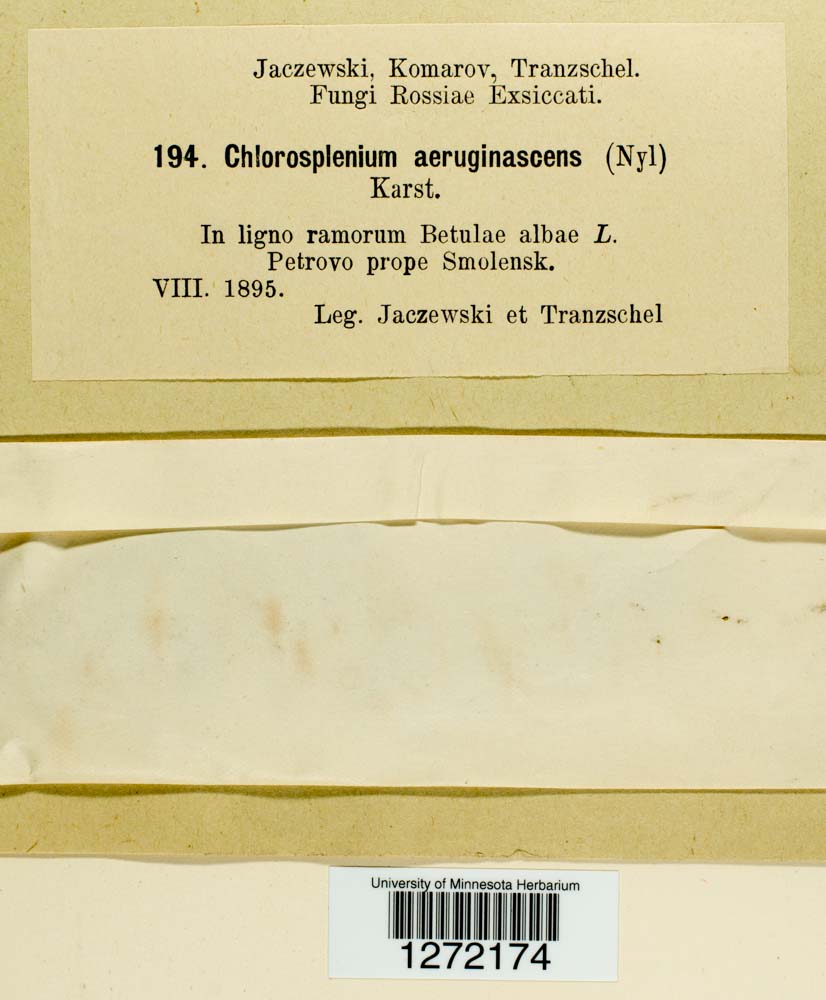 Jaczewski, Komarov, Tranzschel.
Fungi Rossiae Exsiccati.
194. Chlorosplenium aeruginascens (Nyl)
Karst.
In ligno ramorum Betulae albae L.
Petrovo prope Smolensk.
VIII. 1895.
Leg. Jaczewski et Tranzschel
University of Minnesota Herbarium
1272174